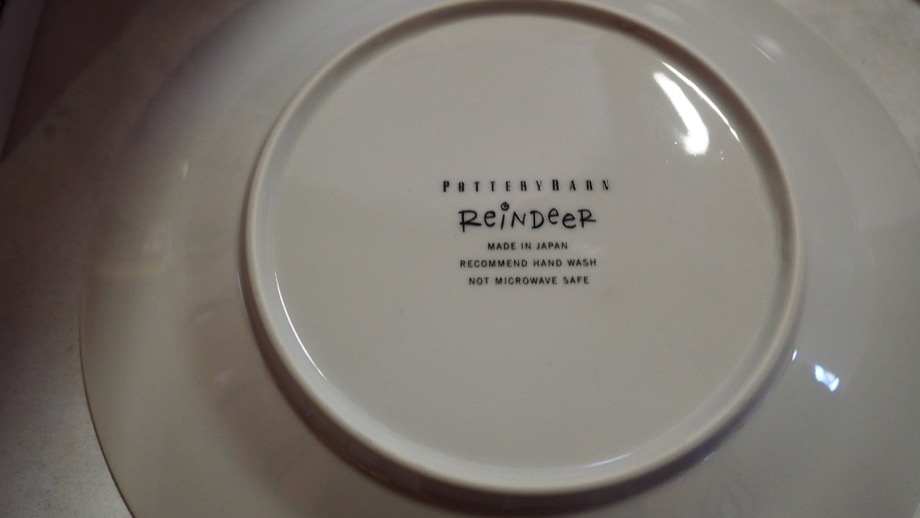 POTTERYBARN
ReiNDeeR
MADE IN JAPAN
RECOMMEND HAND WASH
NOT MICROWAVE SAFE